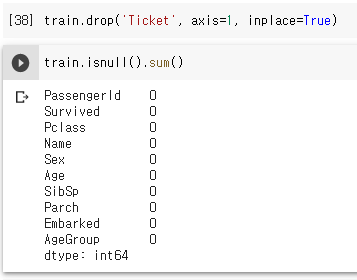 [38] train.drop('Ticket', axis=1, inplace=True)
train.isnull().sum()
PassengerId 0
Survived 0
Pclass 0
Name 0
Sex 0
Age 0
SibSp 0
Parch 0
Embarked 0
AgeGroup 0
dtype: int64